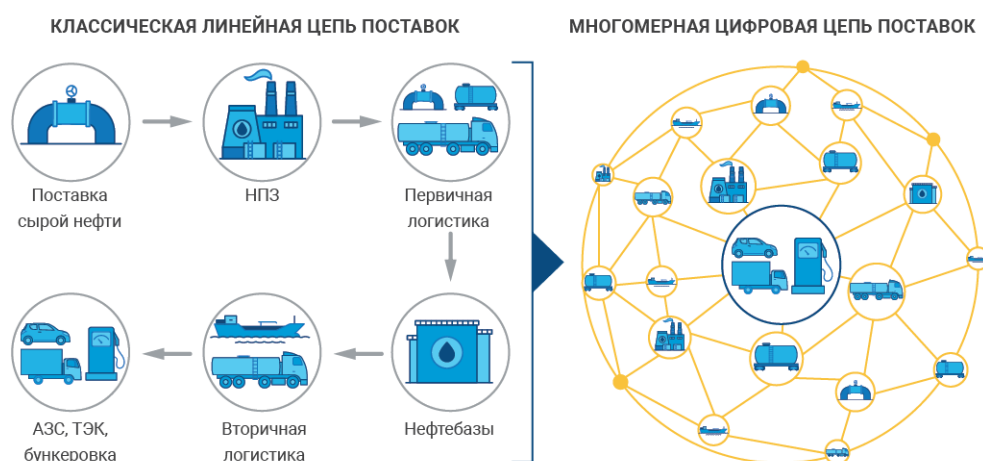 КЛАССИЧЕСКАЯ ЛИНЕЙНАЯ ЦЕПЬ ПОСТАВОК
МНОГОМЕРНАЯ ЦИФРОВАЯ ЦЕПЬ ПОСТАВОК
Поставка
сырой нефти
НПЗ
Первичная
логистика
АЗС, ТЭК,
бункеровка
Вторичная
логистика
Нефтебазы